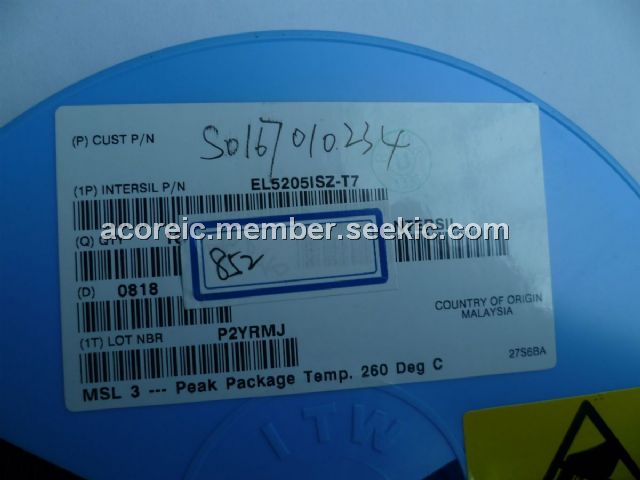 (P) CUST P/N S0167010234
(1P) INTERSIL P/N EL5205ISZ-T7
acoreic.member.seekic.com
(Q) QTY
852
(D) 0818
COUNTRY OF ORIGIN
MALAYSIA
(1T) LOT NBR P2YRMJ
27S6BA
MSL 3 --- Peak Package Temp. 260 Deg C
ITW